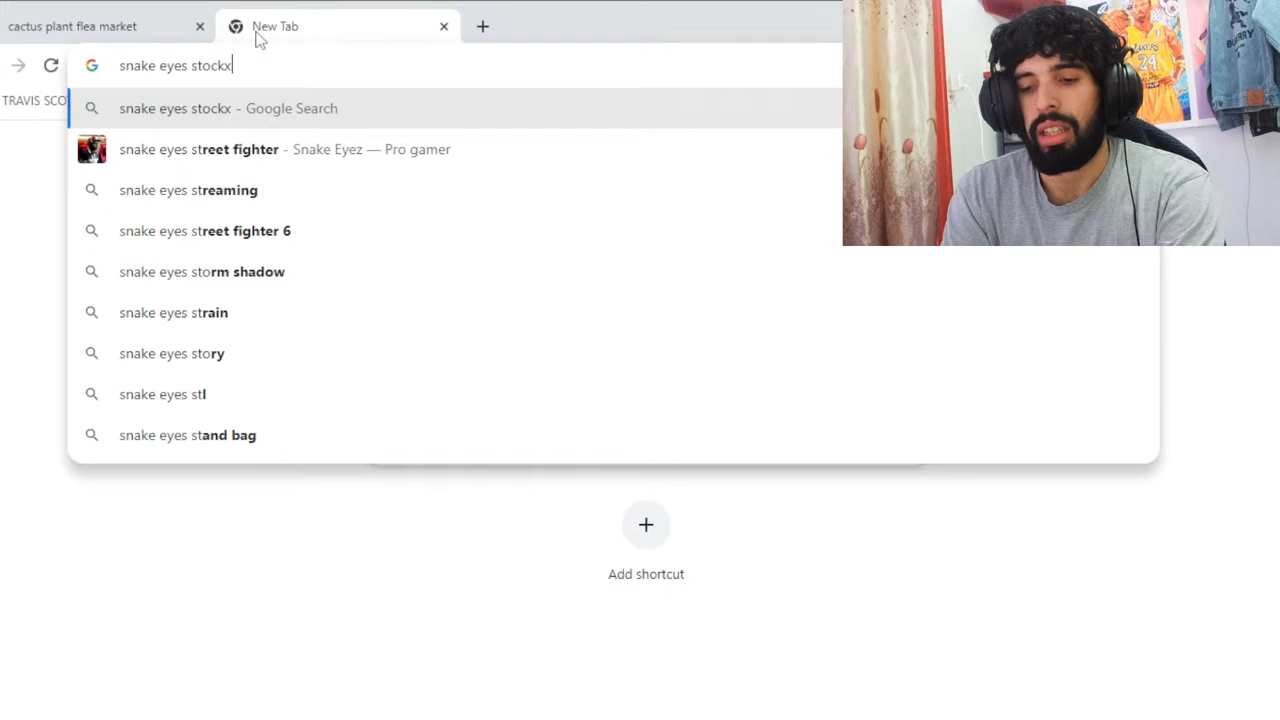 cactus plant flea market
New Tab
snake eyes stockx
TRAVIS SCO
snake eyes stockx - Google Search
snake eyes street fighter - Snake Eyez — Pro gamer
snake eyes streaming
snake eyes street fighter 6
snake eyes storm shadow
snake eyes strain
snake eyes story
snake eyes stl
snake eyes stand bag
Add shortcut
LAKERS
24